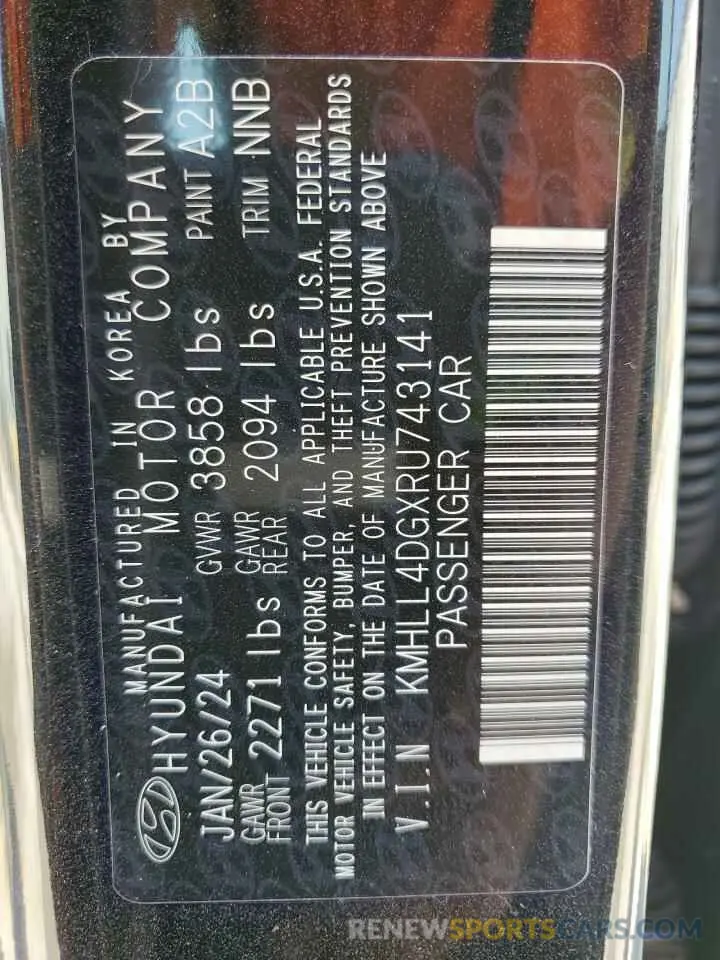 MANUFACTURED IN KOREA BY
HYUNDAI MOTOR COMPANY
JAN/26/24 GVWR 3858 lbs PAINT A2B
GAWR FRONT 2271 lbs GAWR REAR 2094 lbs TRIM NNB
THIS VEHICLE CONFORMS TO ALL APPLICABLE U.S.A. FEDERAL
MOTOR VEHICLE SAFETY, BUMPER, AND THEFT PREVENTION STANDARDS
IN EFFECT ON THE DATE OF MANUFACTURE SHOWN ABOVE
V.I.N KMHLL4DGXRU743141
PASSENGER CAR
RENEWSPORTSCARS.COM